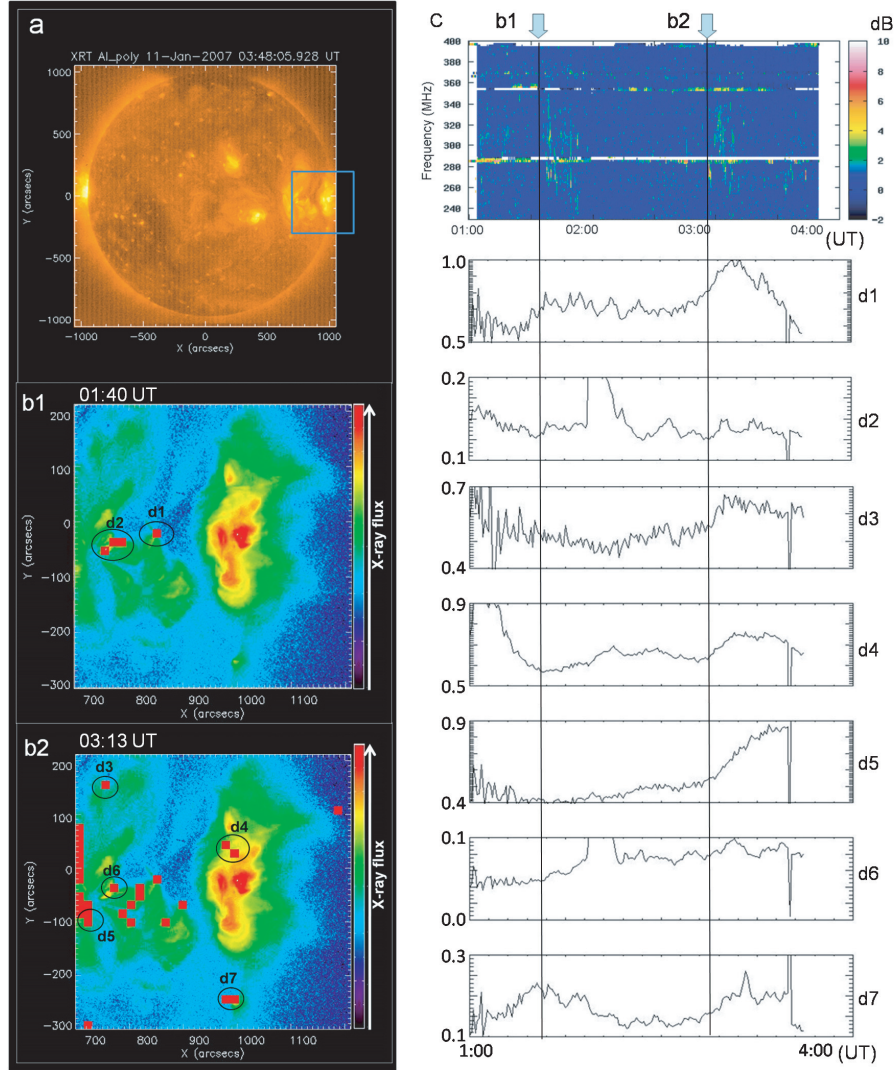 a
XRT Al_poly 11-Jan-2007 03:48:05.928 UT
1000
500
0
-500
-1000
Y (arcsecs)
-1000 -500 0 500 1000
X (arcsecs)
b1 01:40 UT
200
100
0
-100
-200
-300
Y (arcsecs)
d2 d1
X-ray flux
700 800 900 1000 1100
X (arcsecs)
b2 03:13 UT
200
100
0
-100
-200
-300
Y (arcsecs)
d3
d4
d6
d5
d7
X-ray flux
700 800 900 1000 1100
X (arcsecs)
C b1 b2 dB
400
380
360
340
320
300
280
260
240
Frequency (MHz)
10
8
6
4
2
0
-2
01:00 02:00 03:00 04:00
(UT)
1.0
0.5
d1
0.2
0.1
d2
0.7
0.4
d3
0.9
0.5
d4
0.9
0.4
d5
0.1
0.0
d6
0.3
0.1
d7
1:00 4:00 (UT)